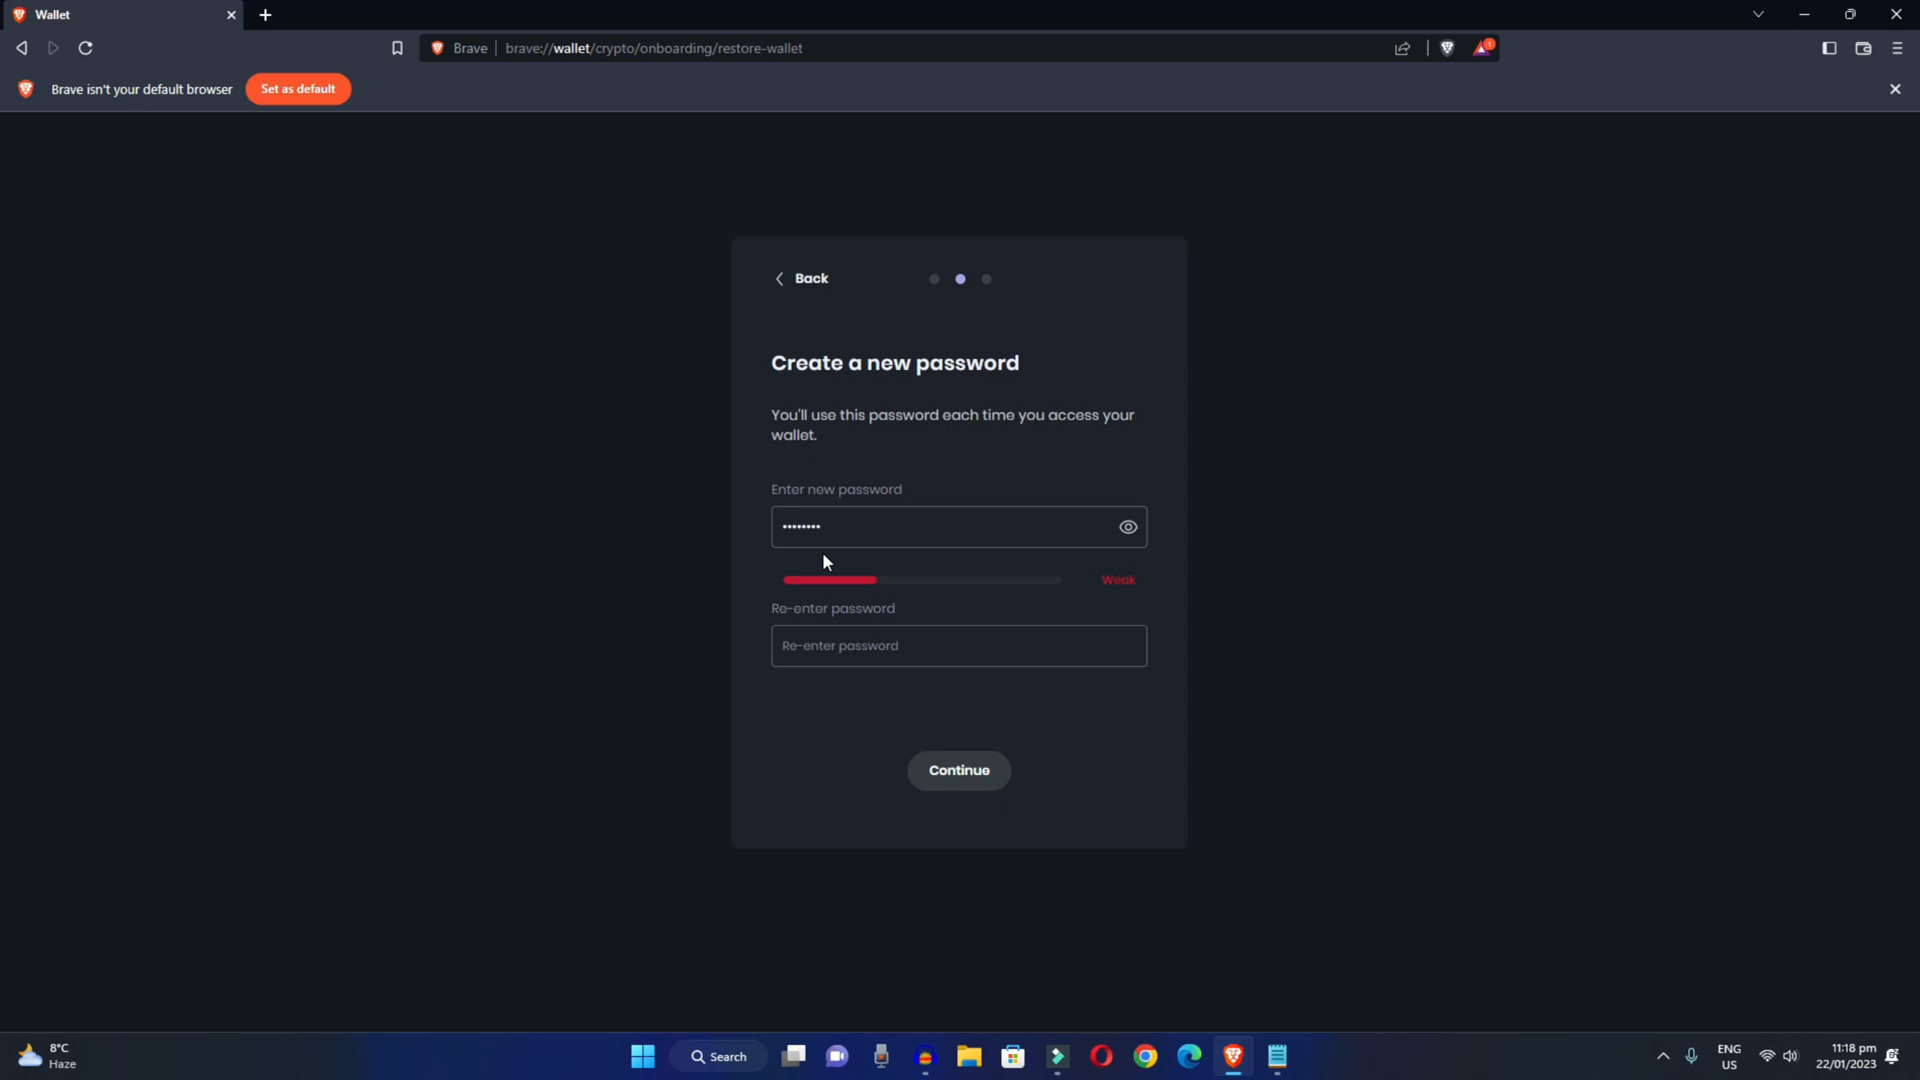 Wallet
Brave
brave://wallet/crypto/onboarding/restore-wallet
1
Brave isn't your default browser
Set as default
Back
Create a new password
You'll use this password each time you access your
wallet.
Enter new password
••••••••
Weak
Re-enter password
Re-enter password
Continue
8°C
Haze
Search
ENG
US
11:18 pm
22/01/2023